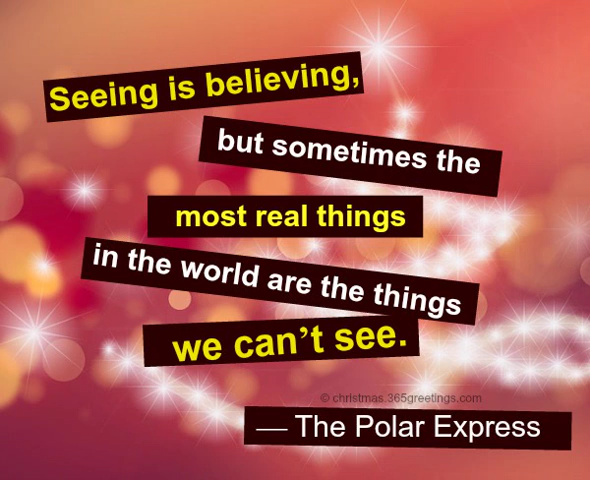 Seeing is believing,
but sometimes the
most real things
in the world are the things
we can’t see.
© christmas.365greetings.com
— The Polar Express